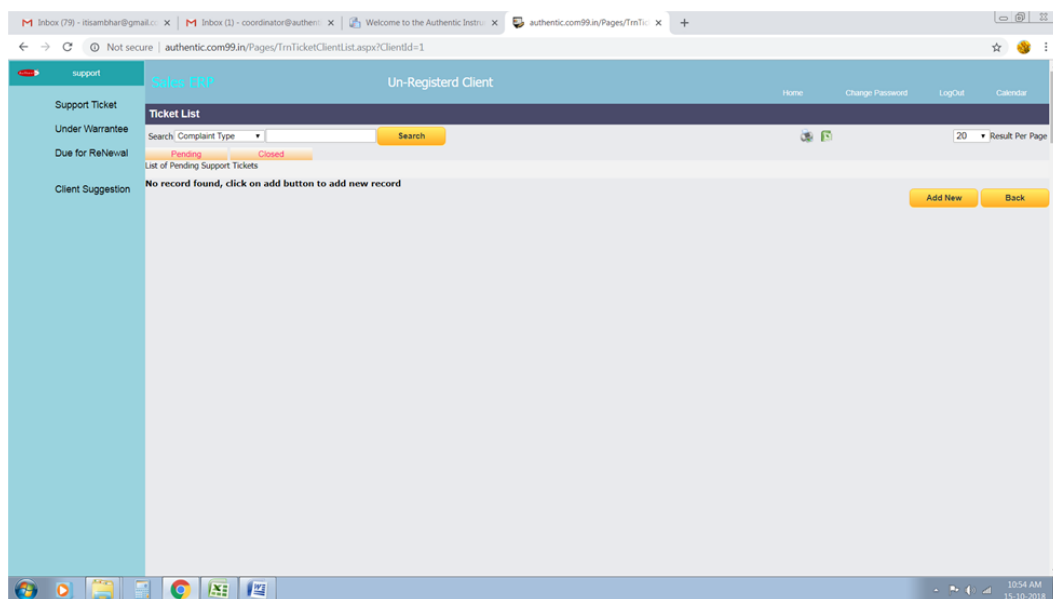 Inbox (79) - itisambhar@gmail.co
Inbox (1) - coordinator@authenti
Welcome to the Authentic Instru
authentic.com99.in/Pages/TrnTic
Not secure | authentic.com99.in/Pages/TrnTicketClientList.aspx?ClientId=1
support
Sales ERP
Un-Registerd Client
Home
Change Password
LogOut
Calendar
Support Ticket
Under Warrantee
Due for ReNewal
Client Suggestion
Ticket List
Search Complaint Type
Search
20
Result Per Page
Pending
Closed
List of Pending Support Tickets
No record found, click on add button to add new record
Add New
Back
10:54 AM
15-10-2018